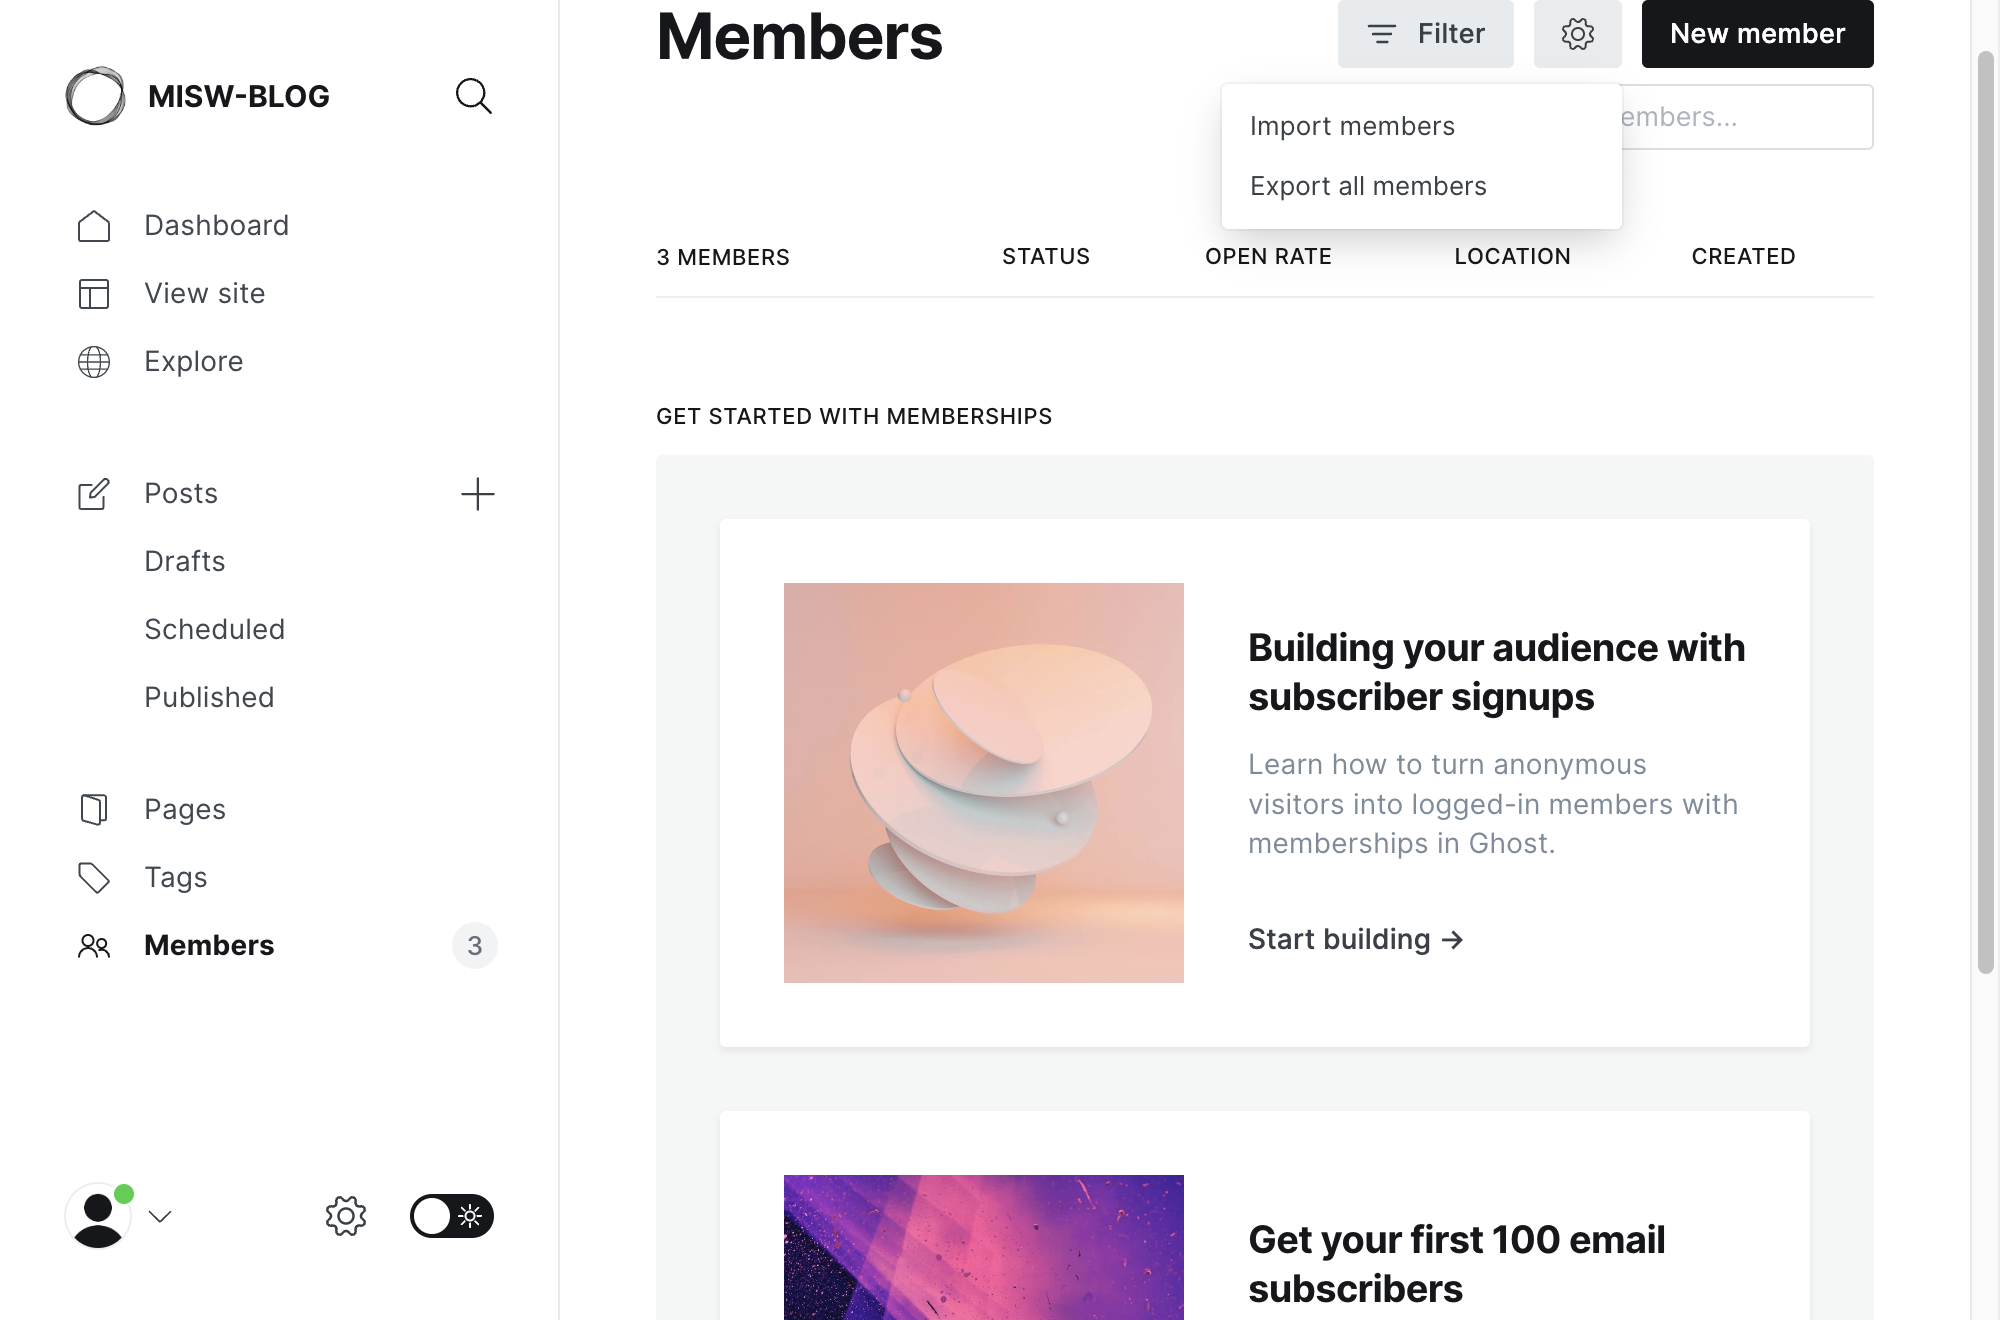 MISW-BLOG
Dashboard
View site
Explore
Posts
Drafts
Scheduled
Published
Pages
Tags
Members
3
Members
Filter
New member
Import members
Export all members
embers...
3 MEMBERS
STATUS
OPEN RATE
LOCATION
CREATED
GET STARTED WITH MEMBERSHIPS
Building your audience with
subscriber signups
Learn how to turn anonymous
visitors into logged-in members with
memberships in Ghost.
Start building →
Get your first 100 email
subscribers